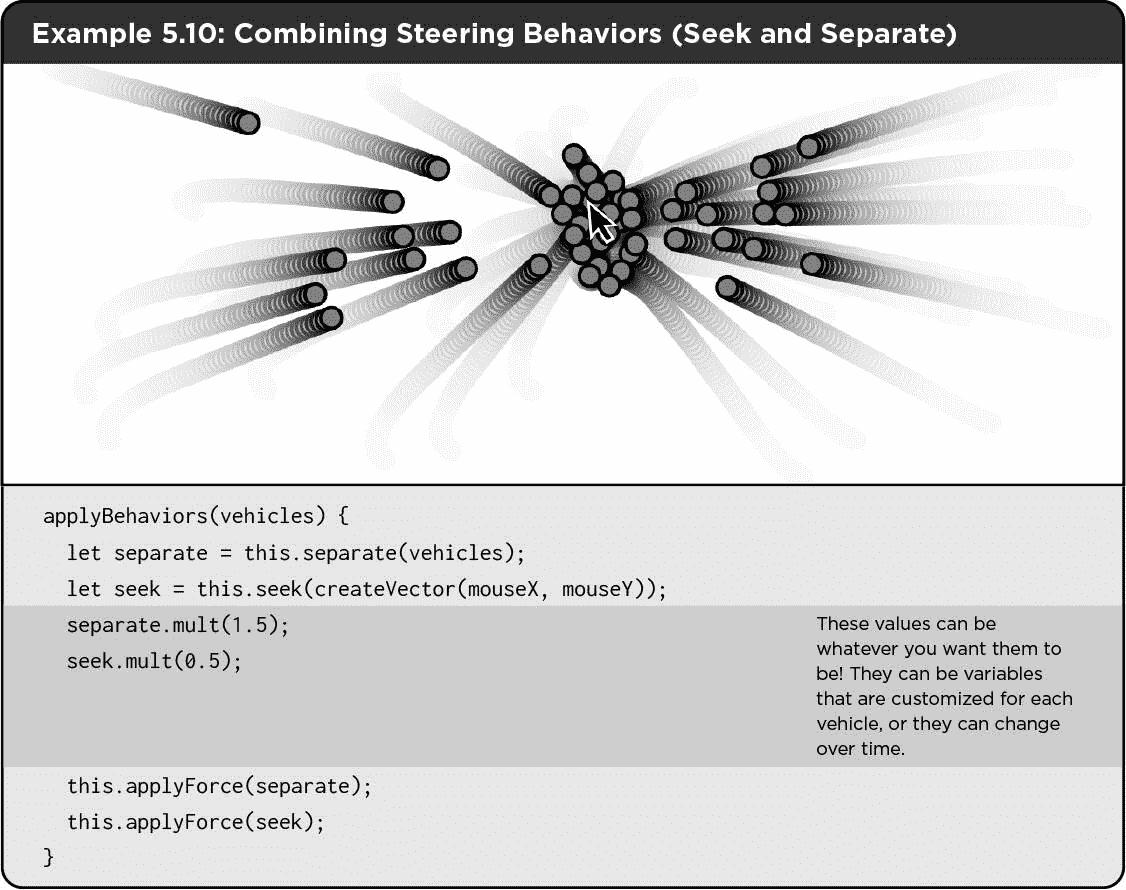 Example 5.10: Combining Steering Behaviors (Seek and Separate)
applyBehaviors(vehicles) {
let separate = this.separate(vehicles);
let seek = this.seek(createVector(mouseX, mouseY));
separate.mult(1.5);
seek.mult(0.5);
These values can be
whatever you want them to
be! They can be variables
that are customized for each
vehicle, or they can change
over time.
this.applyForce(separate);
this.applyForce(seek);
}